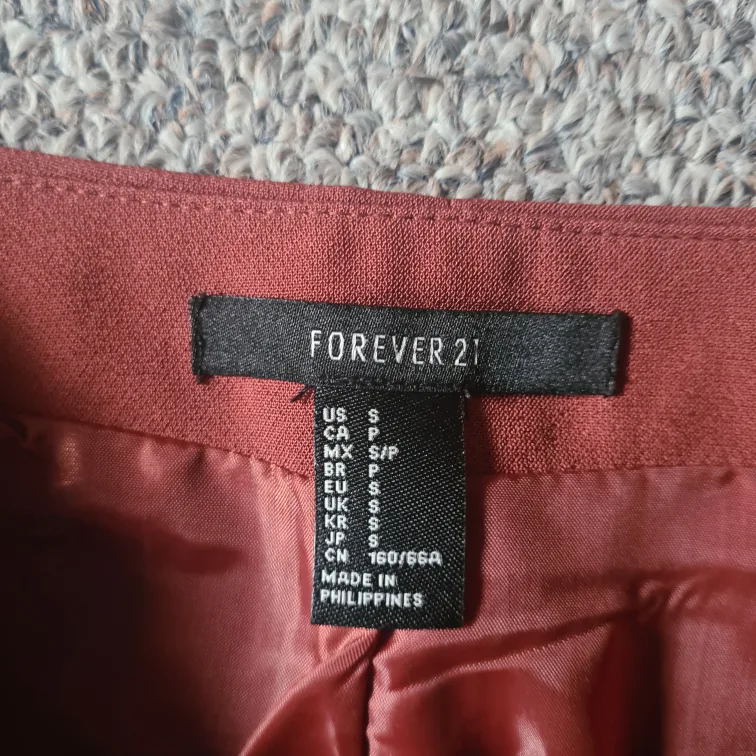 FOREVER 21
US S
CA P
MX S/P
BR P
EU S
UK S
KR S
JP S
CN 160/66A
MADE IN
PHILIPPINES